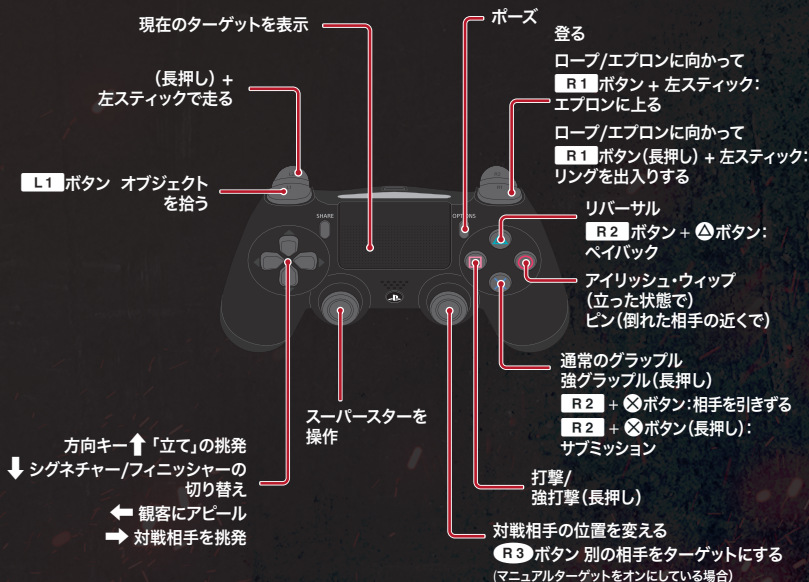 現在のターゲットを表示
(長押し) +
左スティックで走る
L1 ボタン オブジェクト
を拾う
方向キー⬆「立て」の挑発
⬇ シグネチャー/フィニッシャーの
切り替え
⬅ 観客にアピール
➡ 対戦相手を挑発
スーパースターを
操作
SHARE
OPTIONS
ポーズ
登る
ロープ/エプロンに向かって
R1 ボタン + 左スティック:
エプロンに上る
ロープ/エプロンに向かって
R1 ボタン(長押し) + 左スティック:
リングを出入りする
リバーサル
R2 ボタン + △ボタン:
ペイバック
アイリッシュ・ウィップ
(立った状態で)
ピン(倒れた相手の近くで)
通常のグラップル
強グラップル(長押し)
R2 + ⊗ボタン:相手を引きずる
R2 + ⊗ボタン(長押し):
サブミッション
打撃/
強打撃(長押し)
対戦相手の位置を変える
R3 ボタン 別の相手をターゲットにする
(マニュアルターゲットをオンにしている場合)